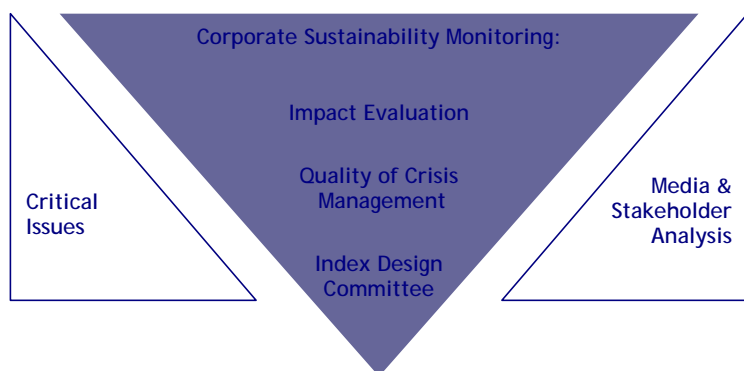 Corporate Sustainability Monitoring:
Impact Evaluation
Quality of Crisis
Management
Index Design
Committee
Critical
Issues
Media &
Stakeholder
Analysis